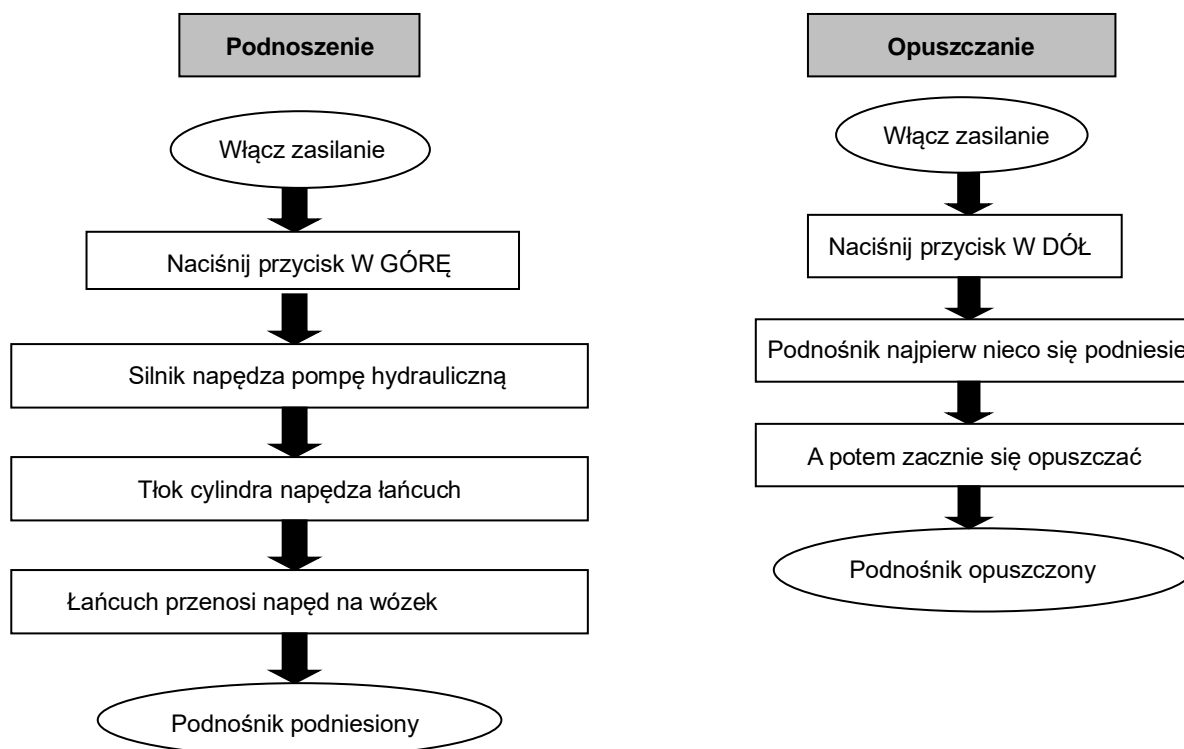 Podnoszenie
Włącz zasilanie
Naciśnij przycisk W GÓRĘ
Silnik napędza pompę hydrauliczną
Tłok cylindra napędza łańcuch
Łańcuch przenosi napęd na wózek
Podnośnik podniesiony
Opuszczanie
Włącz zasilanie
Naciśnij przycisk W DÓŁ
Podnośnik najpierw nieco się podniesie
A potem zacznie się opuszczać
Podnośnik opuszczony